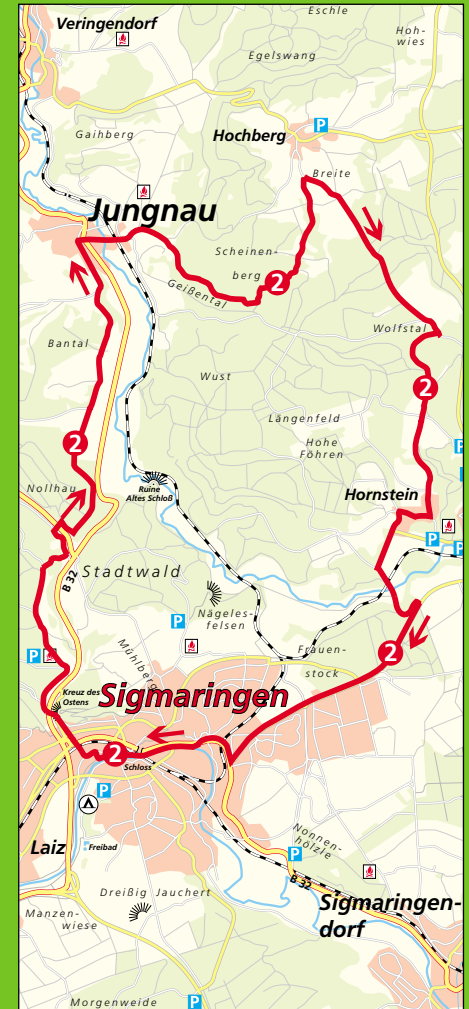 Eschle
Veringendorf
Hoh-
wies
Egelswang
Gaihberg
Hochberg
P
Breite
Jungnau
Scheinen-
berg
2
Geißental
Wolfstal
Bantal
Wust
2
Längenfeld
2
Hohe
Föhren
P
Nollhau
Ruine
Altes Schloß
Hornstein
P
P
B 32
Stadtwald
Nägeles-
felsen
P
Mühlberg
P
Frauen-
stock
2
Kreuz des
Ostens
Sigmaringen
2
Schloss
P
Laiz
Freibad
Nonnen-
hölzle
P
B 32
Dreißig Jauchert
Sigmaringen-
dorf
Manzen-
wiese
Morgenweide
P